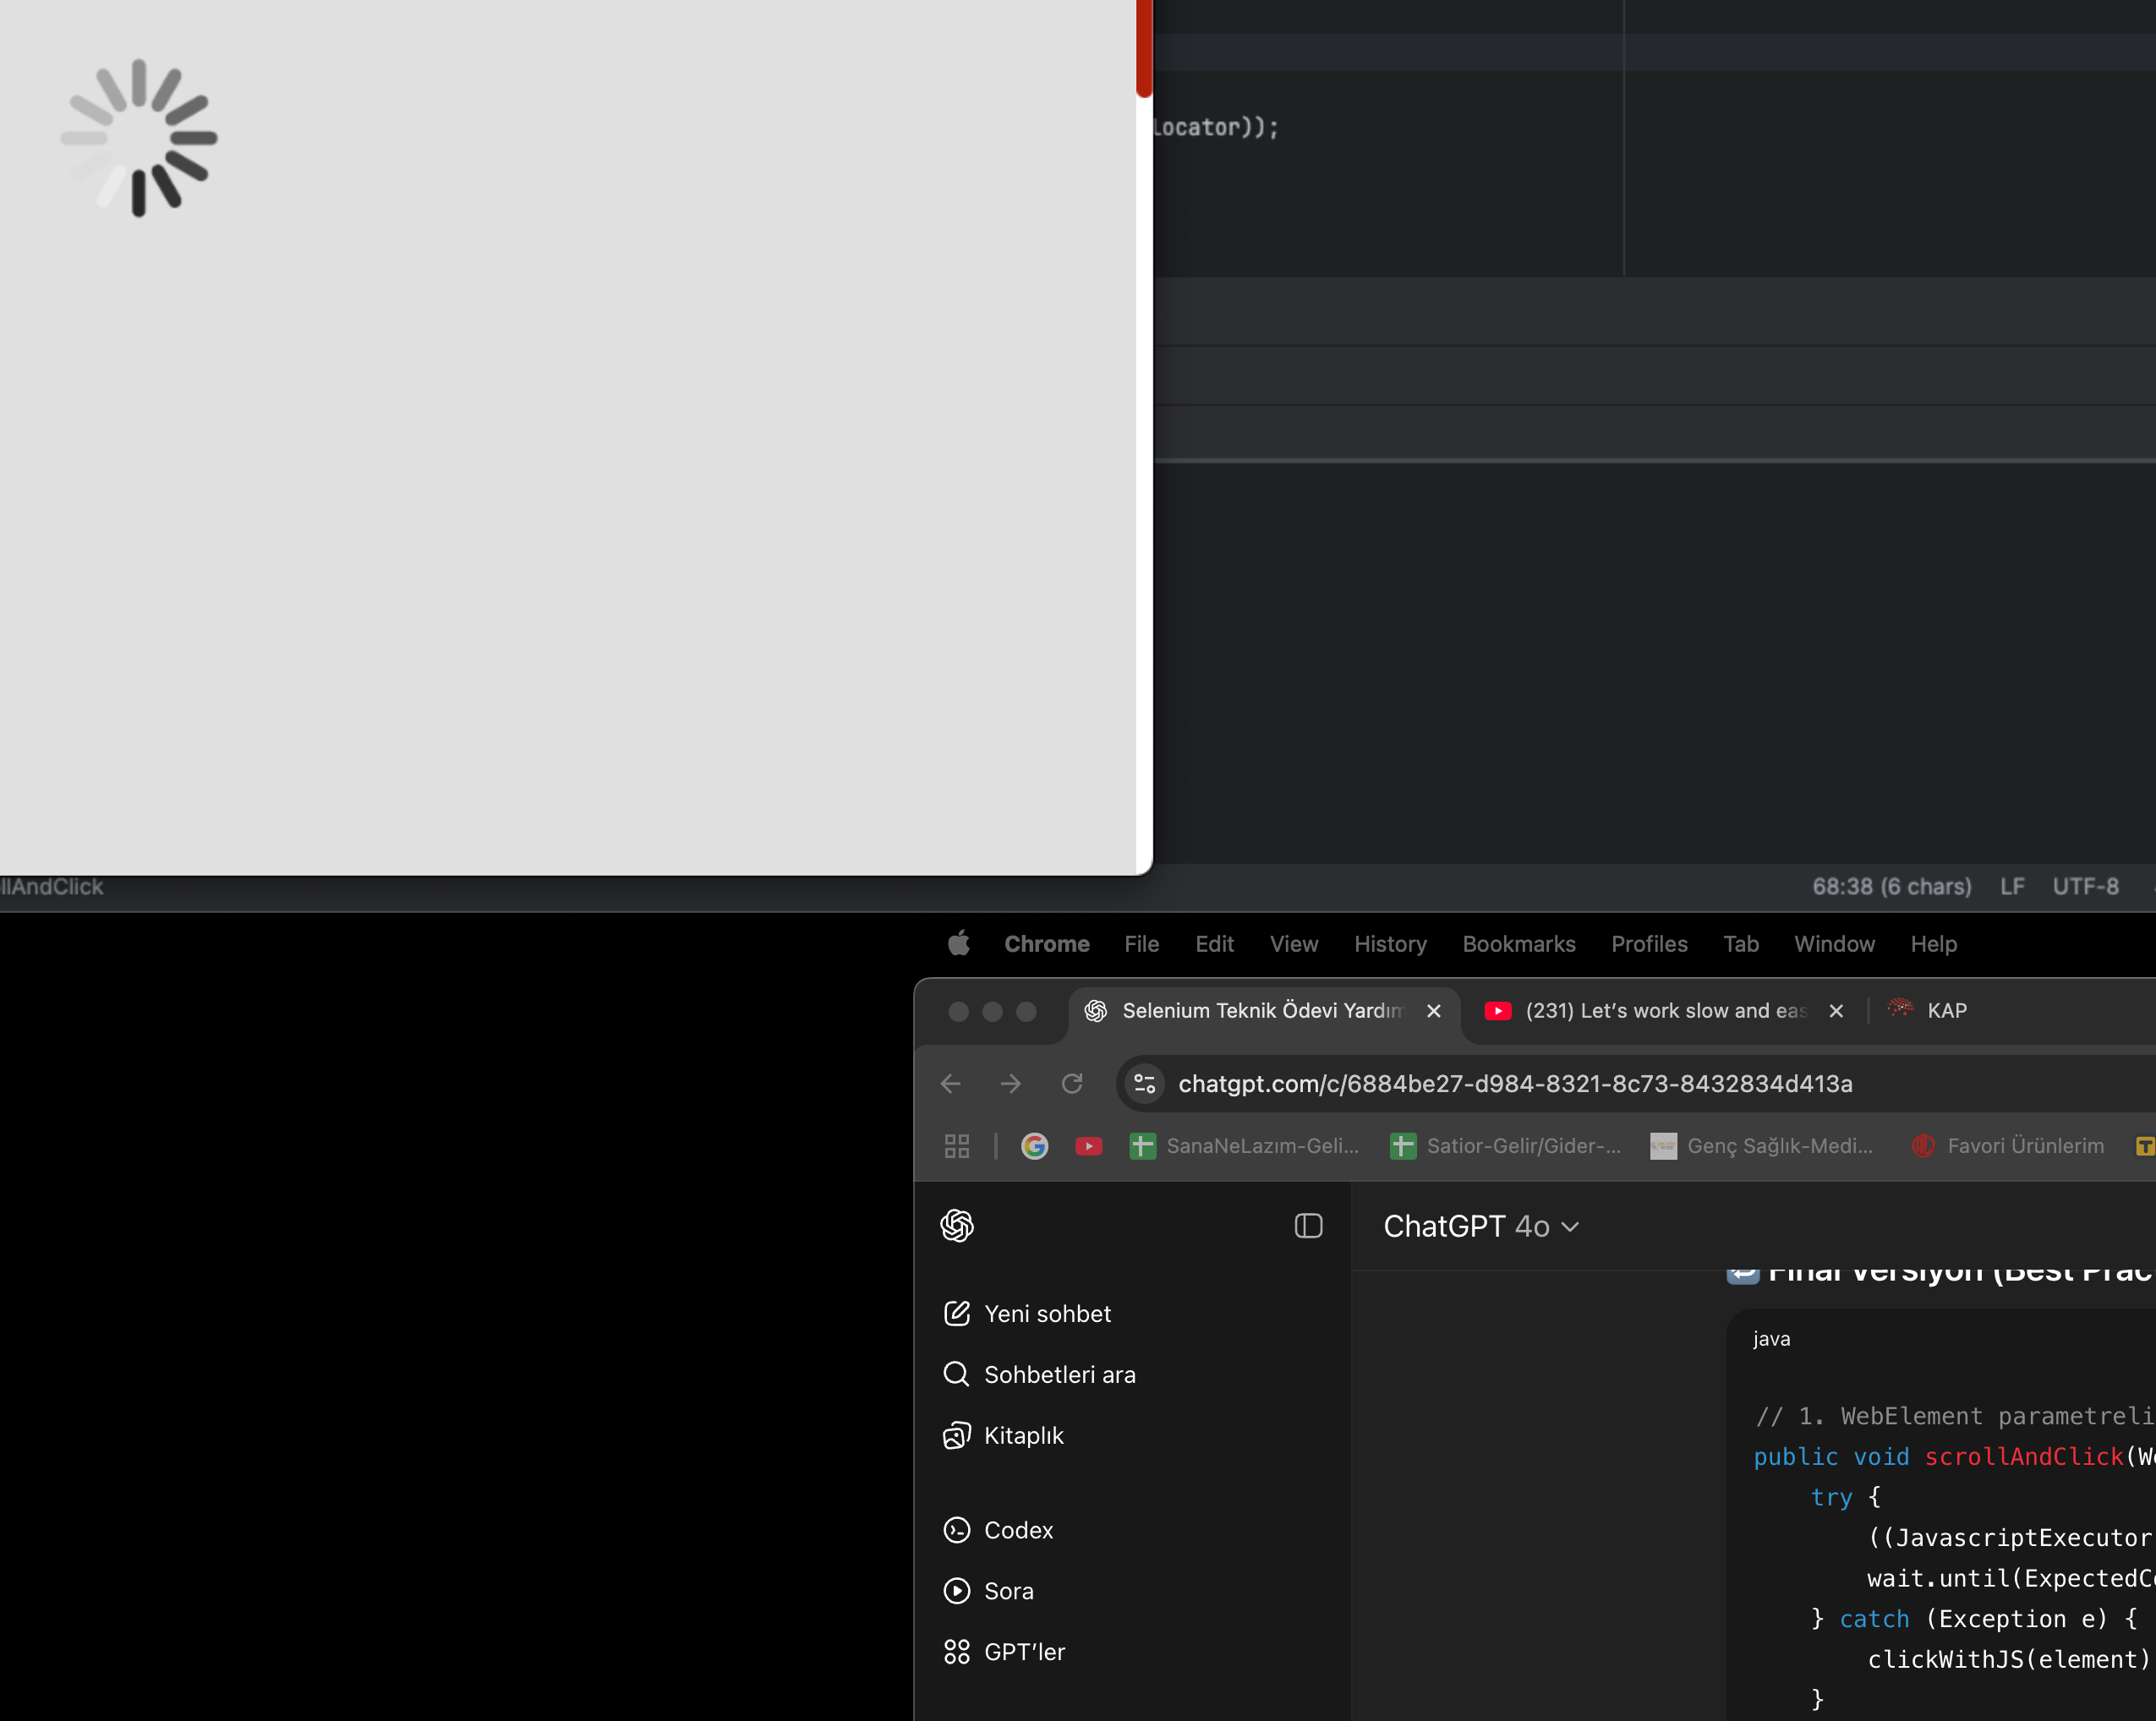 locator));
llAndClick
68:38 (6 chars) LF UTF-8
Chrome File Edit View History Bookmarks Profiles Tab Window Help
Selenium Teknik Ödevi Yardım
(231) Let's work slow and eas
KAP
chatgpt.com/c/6884be27-d984-8321-8c73-8432834d413a
SanaNeLazım-Geli... Satior-Gelir/Gider-... Genç Sağlık-Medi... Favori Ürünlerim
ChatGPT 4o
Yeni sohbet
Sohbetleri ara
Kitaplık
Codex
Sora
GPT'ler
Final Versiyon (Best Prac
java
// 1. WebElement parametreli
public void scrollAndClick(We
try {
((JavascriptExecutor
wait.until(ExpectedCo
} catch (Exception e) {
clickWithJS(element)
}